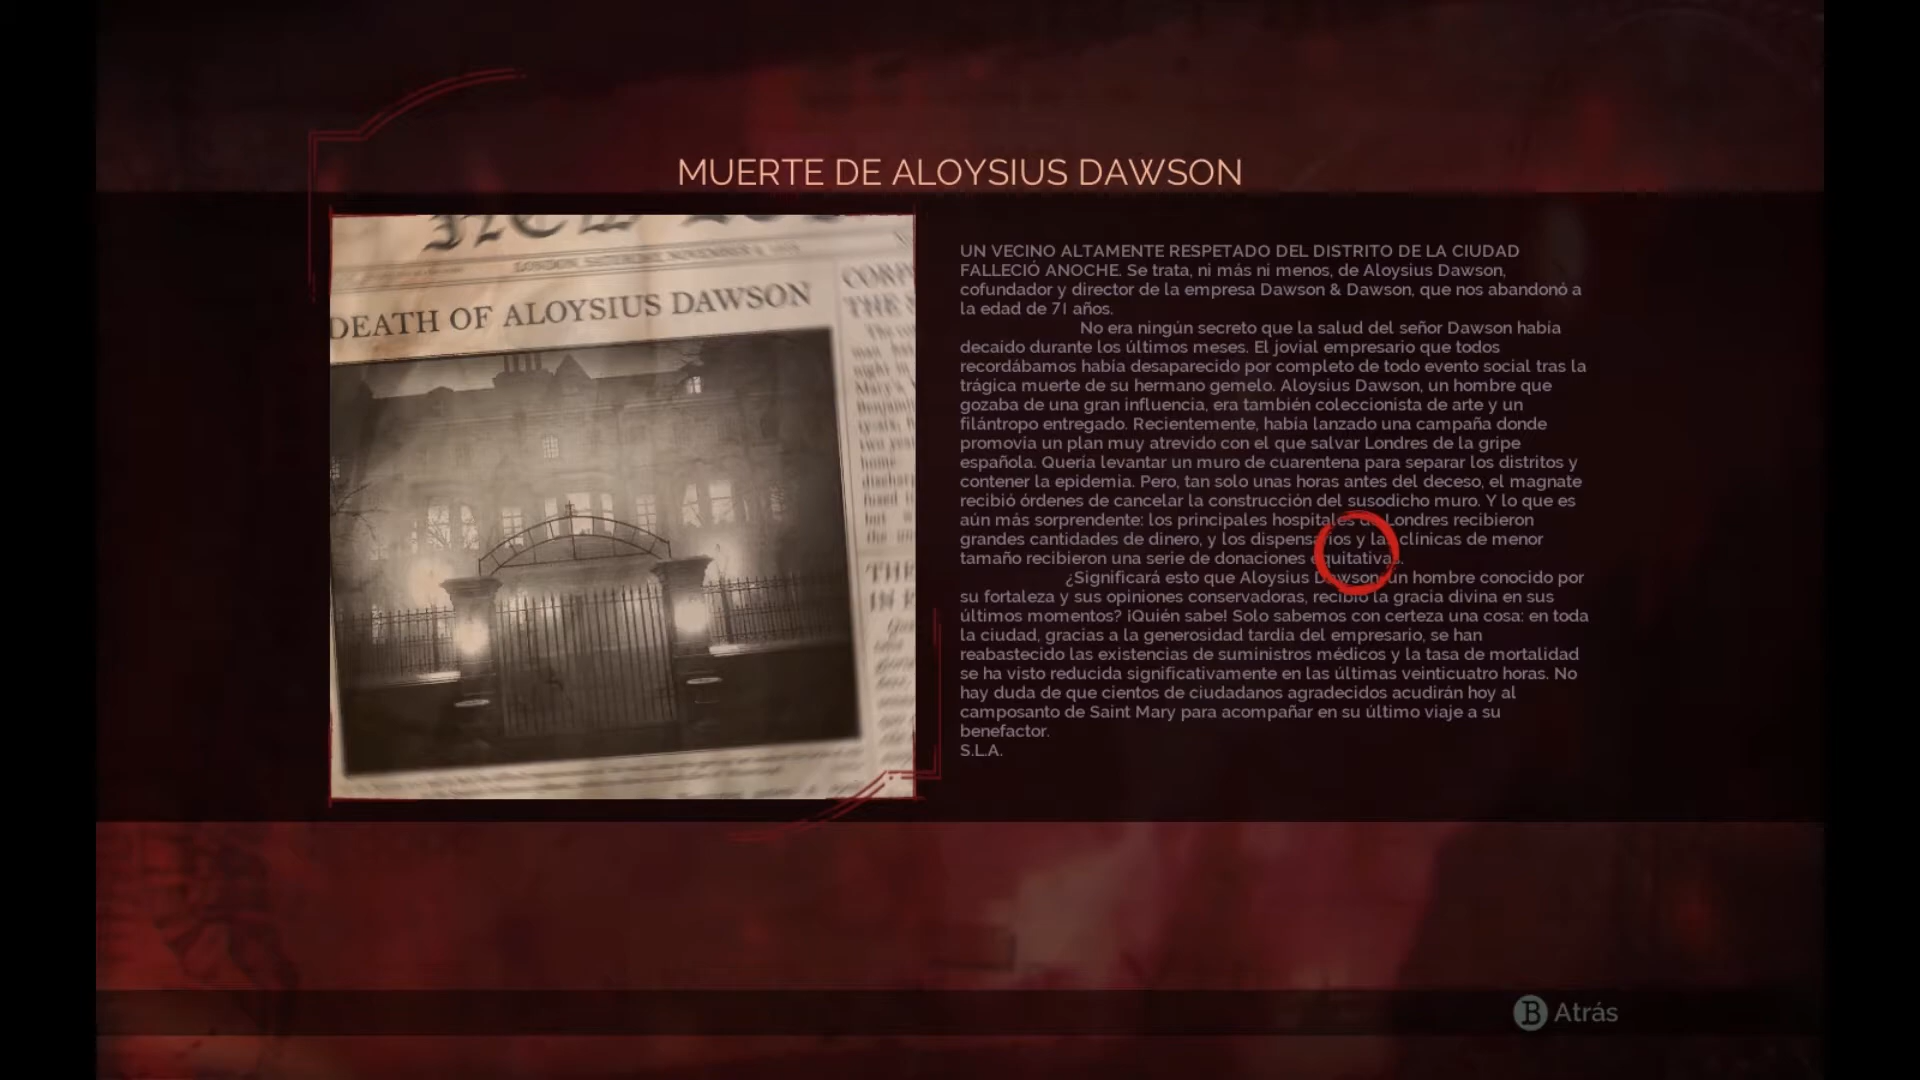 MUERTE DE ALOYSIUS DAWSON
DEATH OF ALOYSIUS DAWSON
UN VECINO ALTAMENTE RESPETADO DEL DISTRITO DE LA CIUDAD
FALLECIÓ ANOCHE. Se trata, ni más ni menos, de Aloysius Dawson,
cofundador y director de la empresa Dawson & Dawson, que nos abandonó a
la edad de 71 años.
No era ningún secreto que la salud del señor Dawson había
decaído durante los últimos meses. El jovial empresario que todos
recordábamos había desaparecido por completo de todo evento social tras la
trágica muerte de su hermano gemelo. Aloysius Dawson, un hombre que
gozaba de una gran influencia, era también coleccionista de arte y un
filántropo entregado. Recientemente, había lanzado una campaña donde
promovía un plan muy atrevido con el que salvar Londres de la gripe
española. Quería levantar un muro de cuarentena para separar los distritos y
contener la epidemia. Pero, tan solo unas horas antes del deceso, el magnate
recibió órdenes de cancelar la construcción del susodicho muro. Y lo que es
aún más sorprendente: los principales hospitales de Londres recibieron
grandes cantidades de dinero, y los dispensarios y las clínicas de menor
tamaño recibieron una serie de donaciones equitativas.
¿Significará esto que Aloysius Dawson, un hombre conocido por
su fortaleza y sus opiniones conservadoras, recibió la gracia divina en sus
últimos momentos? ¡Quién sabe! Solo sabemos con certeza una cosa: en toda
la ciudad, gracias a la generosidad tardía del empresario, se han
reabastecido las existencias de suministros médicos y la tasa de mortalidad
se ha visto reducida significativamente en las últimas veinticuatro horas. No
hay duda de que cientos de ciudadanos agradecidos acudirán hoy al
camposanto de Saint Mary para acompañar en su último viaje a su
benefactor.
S.L.A.
B Atrás